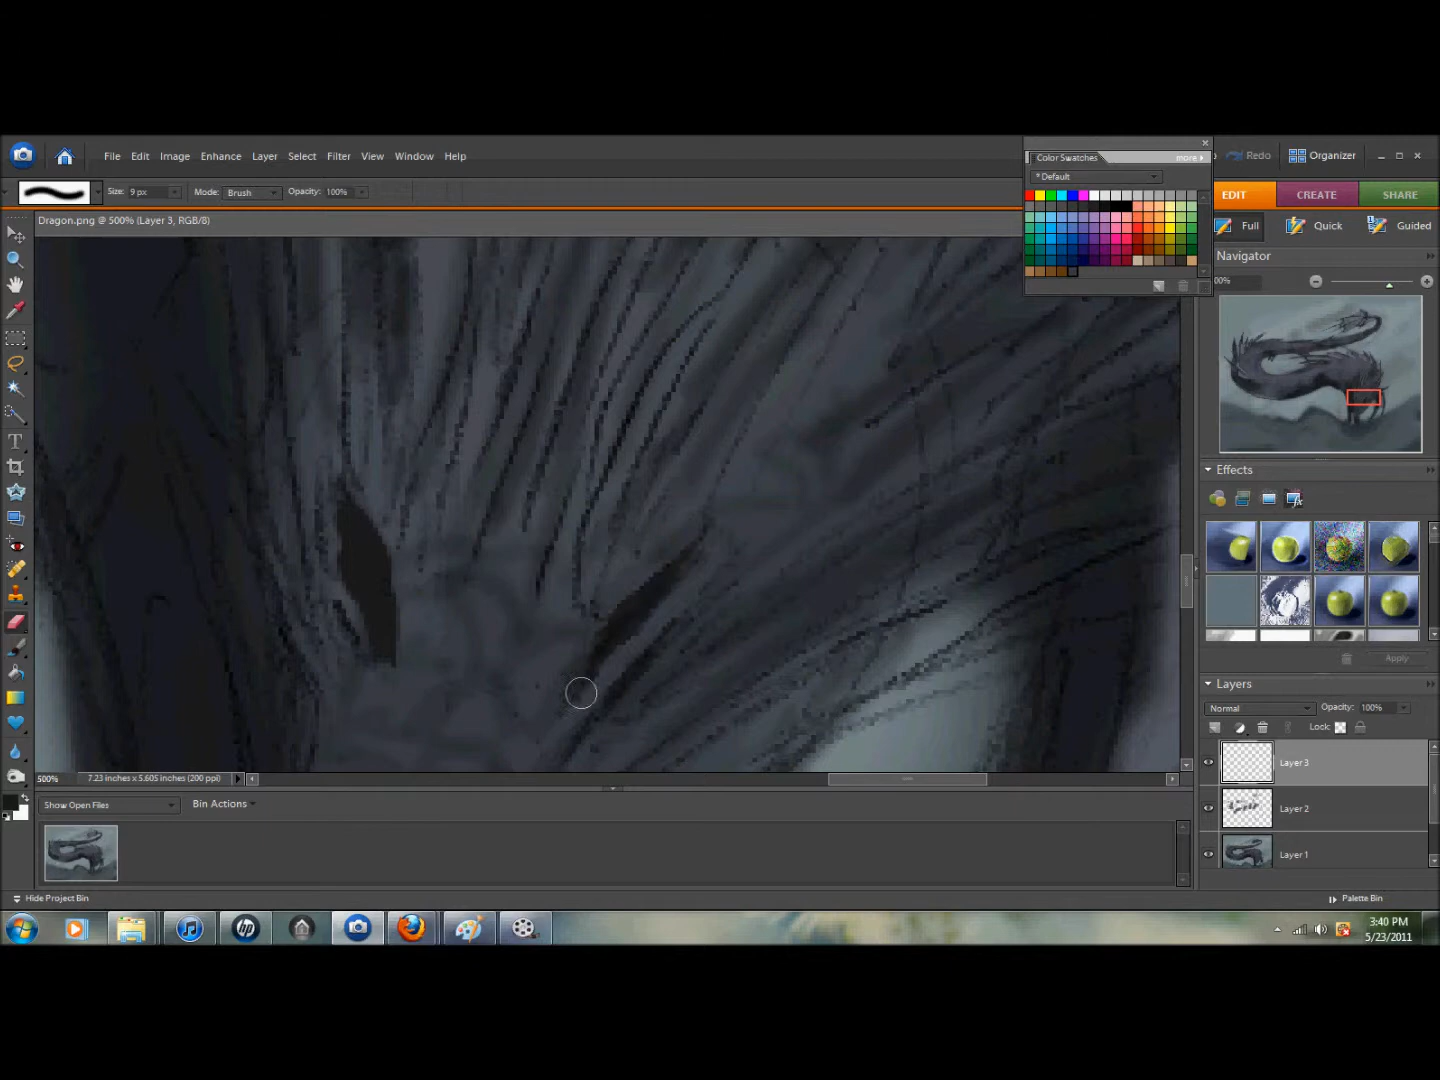 File Edit Image Enhance Layer Select Filter View Window Help
Redo Organizer
Color Swatches more
* Default
Size: 9 px Mode: Brush Opacity: 100%
EDIT CREATE SHARE
Dragon.png @ 500% (Layer 3, RGB/8)
Full Quick Guided
Navigator
00%
Effects
Apply
Layers
Normal Opacity: 100%
Lock:
Layer 3
Layer 2
Layer 1
500% 7.23 inches x 5.605 inches (200 ppi)
Show Open Files Bin Actions
Hide Project Bin Palette Bin
3:40 PM
5/23/2011